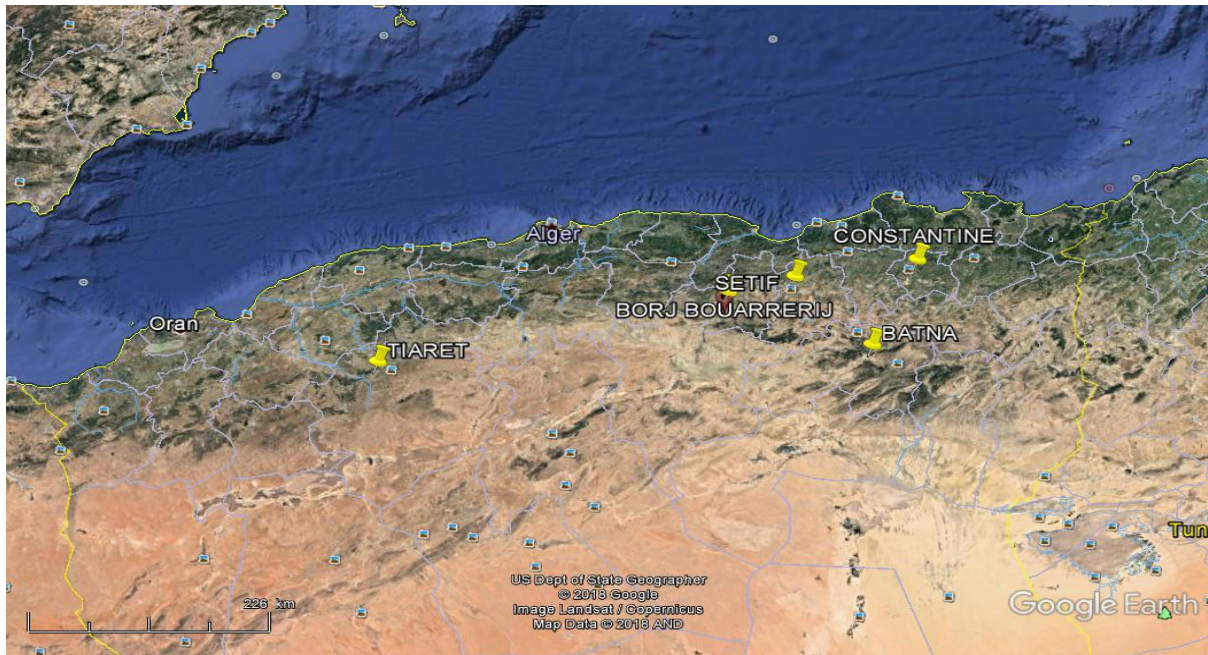 Alger
CONSTANTINE
SETIF
BORJ BOUARRERIJ
Oran
TIARET
BATNA
Tun
US Dept of State Geographer
© 2018 Google
Image Landsat / Copernicus
Map Data © 2018 AND
226 km
Google Earth